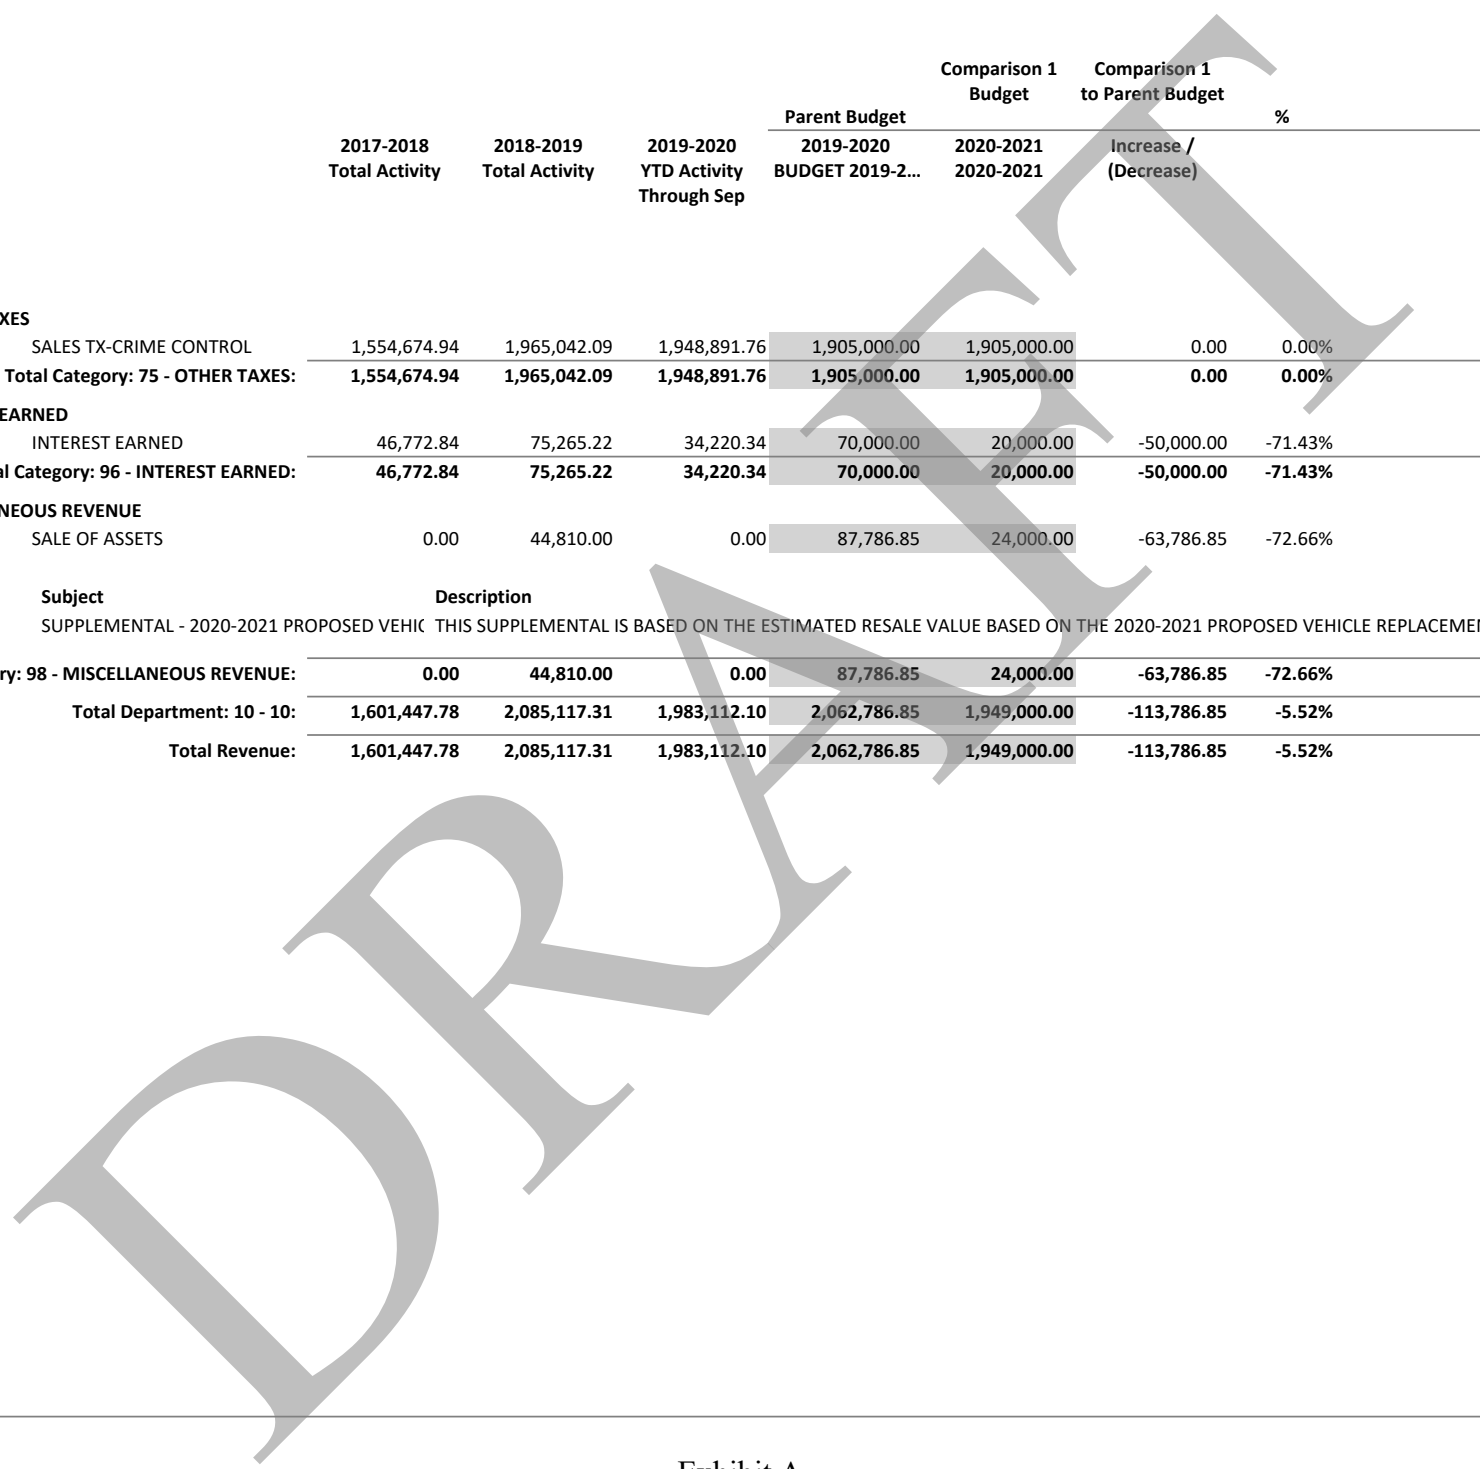 Comparison 1 Comparison 1
Budget to Parent Budget
Parent Budget %
2017-2018 2018-2019 2019-2020 2019-2020 2020-2021 Increase /
Total Activity Total Activity YTD Activity BUDGET 2019-2... 2020-2021 (Decrease)
Through Sep
XES
SALES TX-CRIME CONTROL 1,554,674.94 1,965,042.09 1,948,891.76 1,905,000.00 1,905,000.00 0.00 0.00%
Total Category: 75 - OTHER TAXES: 1,554,674.94 1,965,042.09 1,948,891.76 1,905,000.00 1,905,000.00 0.00 0.00%
EARNED
INTEREST EARNED 46,772.84 75,265.22 34,220.34 70,000.00 20,000.00 -50,000.00 -71.43%
al Category: 96 - INTEREST EARNED: 46,772.84 75,265.22 34,220.34 70,000.00 20,000.00 -50,000.00 -71.43%
NEOUS REVENUE
SALE OF ASSETS 0.00 44,810.00 0.00 87,786.85 24,000.00 -63,786.85 -72.66%
Subject Description
SUPPLEMENTAL - 2020-2021 PROPOSED VEHIC THIS SUPPLEMENTAL IS BASED ON THE ESTIMATED RESALE VALUE BASED ON THE 2020-2021 PROPOSED VEHICLE REPLACEMEN
ry: 98 - MISCELLANEOUS REVENUE: 0.00 44,810.00 0.00 87,786.85 24,000.00 -63,786.85 -72.66%
Total Department: 10 - 10: 1,601,447.78 2,085,117.31 1,983,112.10 2,062,786.85 1,949,000.00 -113,786.85 -5.52%
Total Revenue: 1,601,447.78 2,085,117.31 1,983,112.10 2,062,786.85 1,949,000.00 -113,786.85 -5.52%
DRAFT
Exhibit A